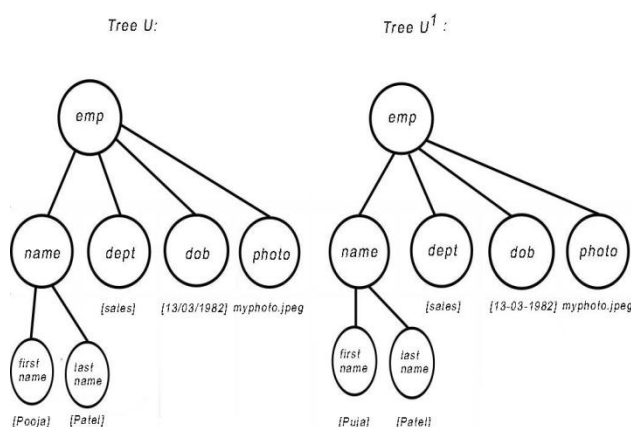 Tree U: Tree U¹ :
emp emp
name dept dob photo name dept dob photo
[sales] [13/03/1982] myphoto.jpeg [sales] [13-03-1982] myphoto.jpeg
first name last name first name last name
[Pooja] [Patel] [Puja] [Patel]